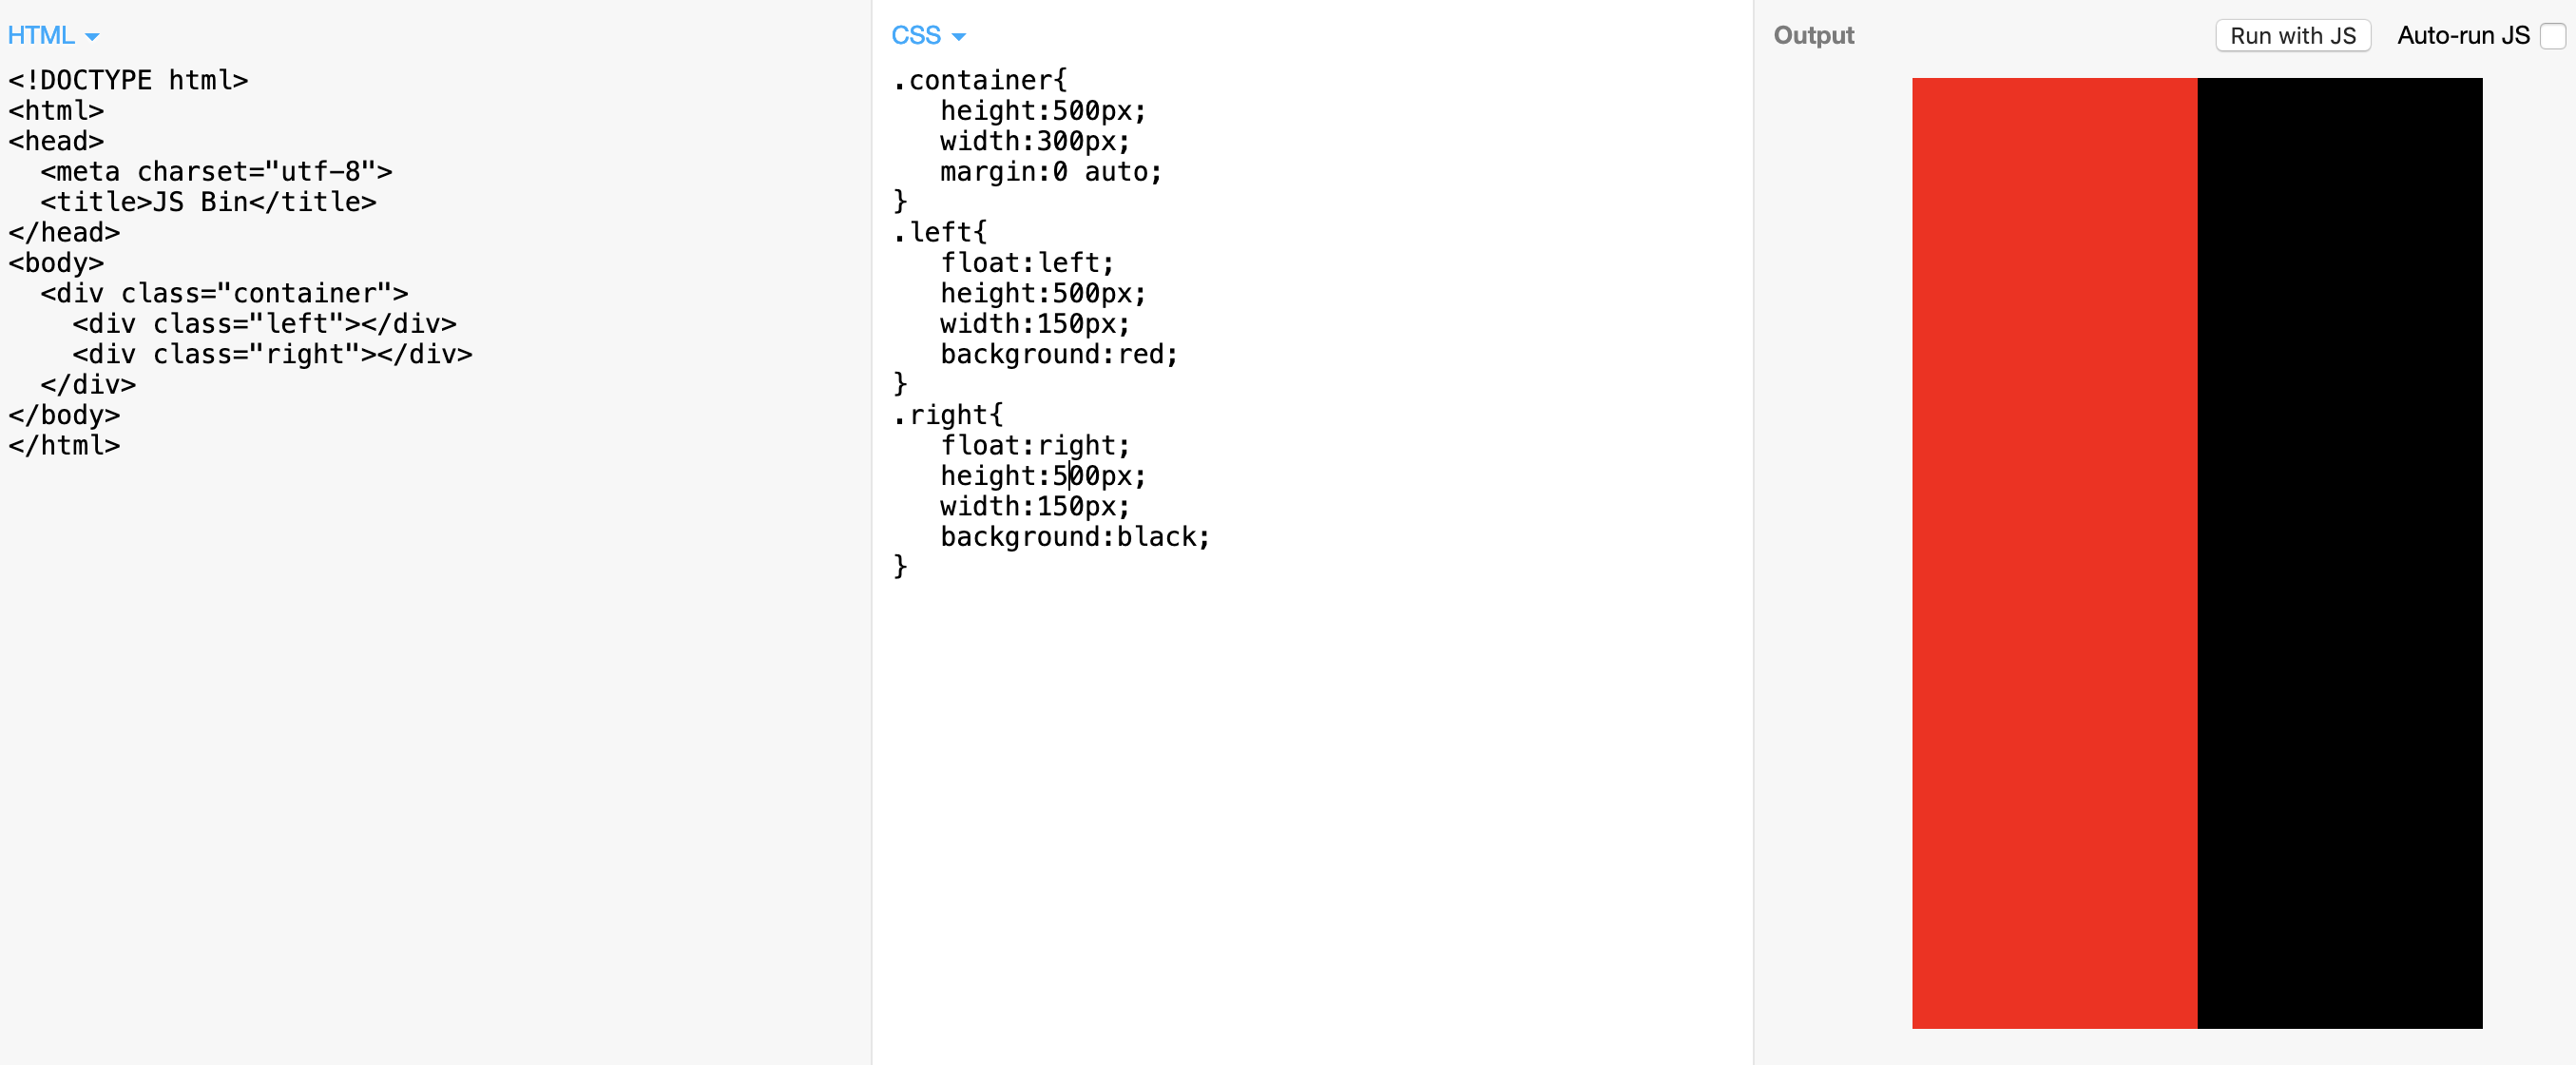 HTML
<!DOCTYPE html>
<html>
<head>
  <meta charset="utf-8">
  <title>JS Bin</title>
</head>
<body>
  <div class="container">
    <div class="left"></div>
    <div class="right"></div>
  </div>
</body>
</html>
CSS
.container{
   height:500px;
   width:300px;
   margin:0 auto;
}
.left{
   float:left;
   height:500px;
   width:150px;
   background:red;
}
.right{
   float:right;
   height:500px;
   width:150px;
   background:black;
}
Output
Run with JS
Auto-run JS